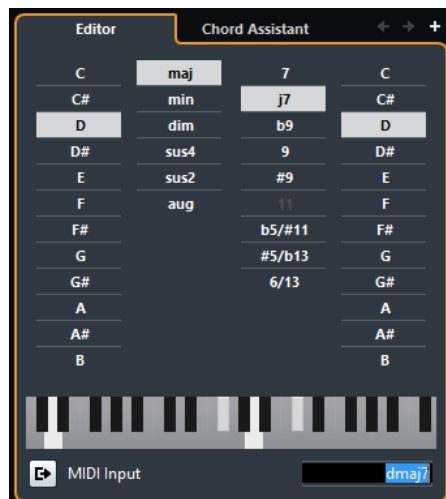 Editor Chord Assistant
C maj 7 C
C# min j7 C#
D dim b9 D
D# sus4 9 D#
E sus2 #9 E
F aug 11 F
F# b5/#11 F#
G #5/b13 G
G# 6/13 G#
A A
A# A#
B B
MIDI Input dmaj7